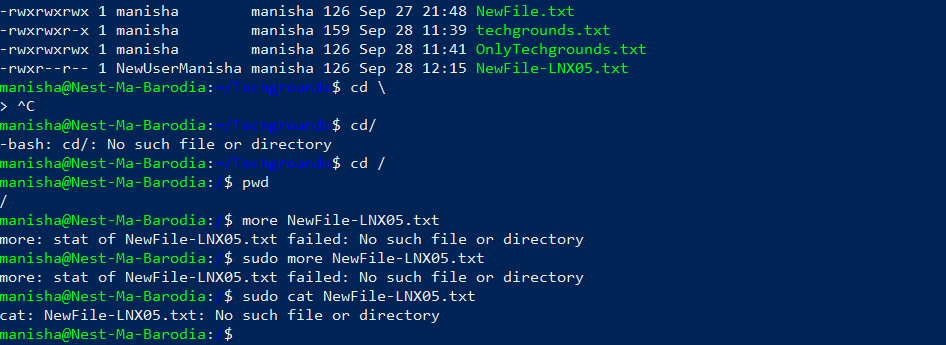 -rwxrwxrwx 1 manisha        manisha 126 Sep 27 21:48 NewFile.txt
-rwxrwxr-x 1 manisha        manisha 159 Sep 28 11:39 techgrounds.txt
-rwxrwxrwx 1 manisha        manisha 126 Sep 28 11:41 OnlyTechgrounds.txt
-rwxr--r-- 1 NewUserManisha manisha 126 Sep 28 12:15 NewFile-LNX05.txt
manisha@Nest-Ma-Barodia:~/Techgrounds$ cd \
> ^C
manisha@Nest-Ma-Barodia:~/Techgrounds$ cd/
-bash: cd/: No such file or directory
manisha@Nest-Ma-Barodia:~/Techgrounds$ cd /
manisha@Nest-Ma-Barodia:/$ pwd
/
manisha@Nest-Ma-Barodia:/$ more NewFile-LNX05.txt
more: stat of NewFile-LNX05.txt failed: No such file or directory
manisha@Nest-Ma-Barodia:/$ sudo more NewFile-LNX05.txt
more: stat of NewFile-LNX05.txt failed: No such file or directory
manisha@Nest-Ma-Barodia:/$ sudo cat NewFile-LNX05.txt
cat: NewFile-LNX05.txt: No such file or directory
manisha@Nest-Ma-Barodia:/$